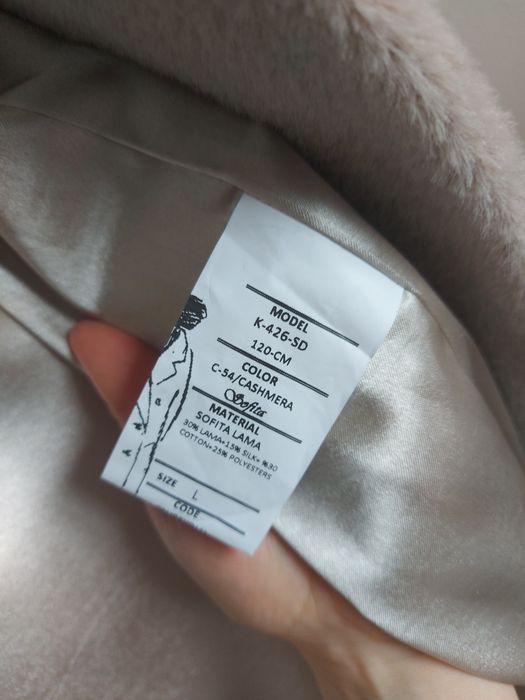 MODEL
K-426-SD
120-CM
COLOR
C-54/CASHMERA
Sofita
MATERIAL
SOFITA LAMA
30% LAMA+15% SILK+ %30
COTTON+25% POLYESTERS
SIZE L
CODE